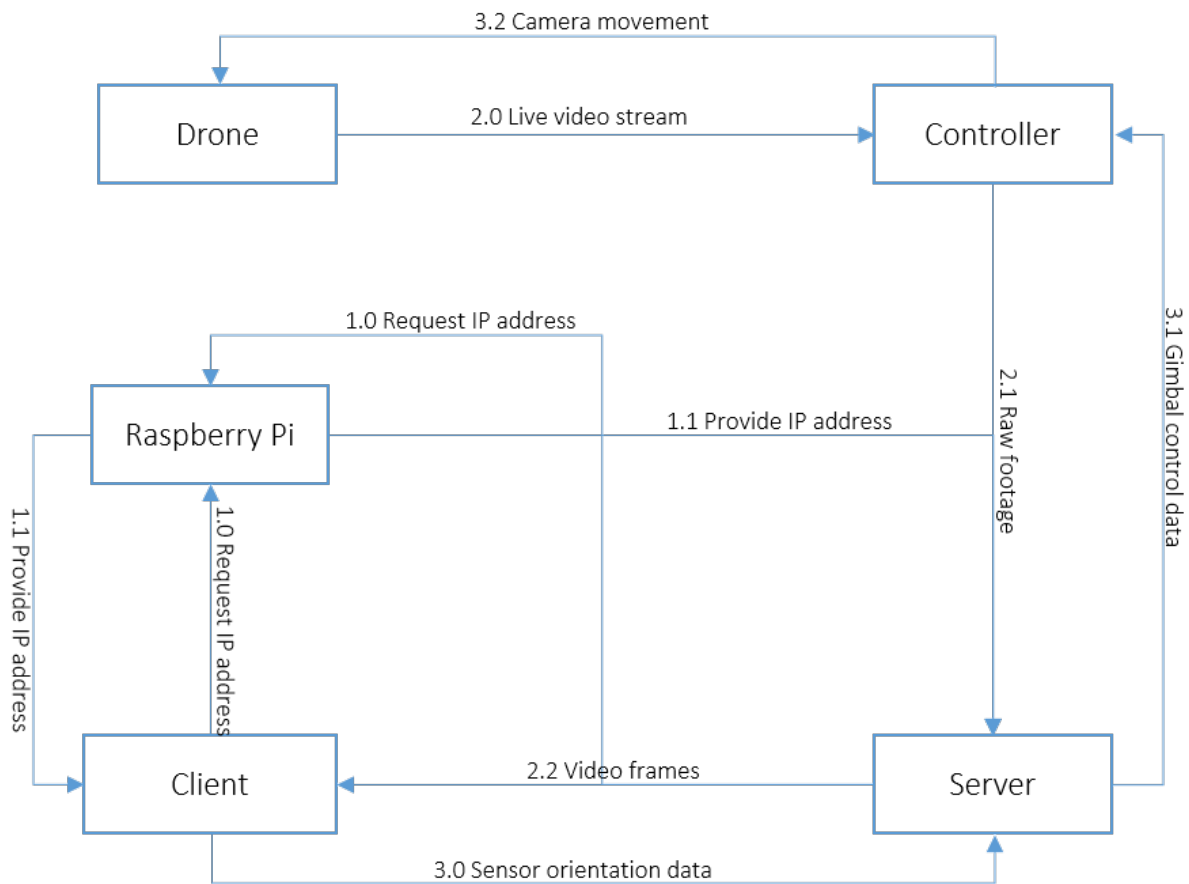 3.2 Camera movement
Drone
2.0 Live video stream
Controller
1.0 Request IP address
3.1 Gimbal control data
2.1 Raw footage
Raspberry Pi
1.1 Provide IP address
1.1 Provide IP address
1.0 Request IP address
Client
2.2 Video frames
Server
3.0 Sensor orientation data